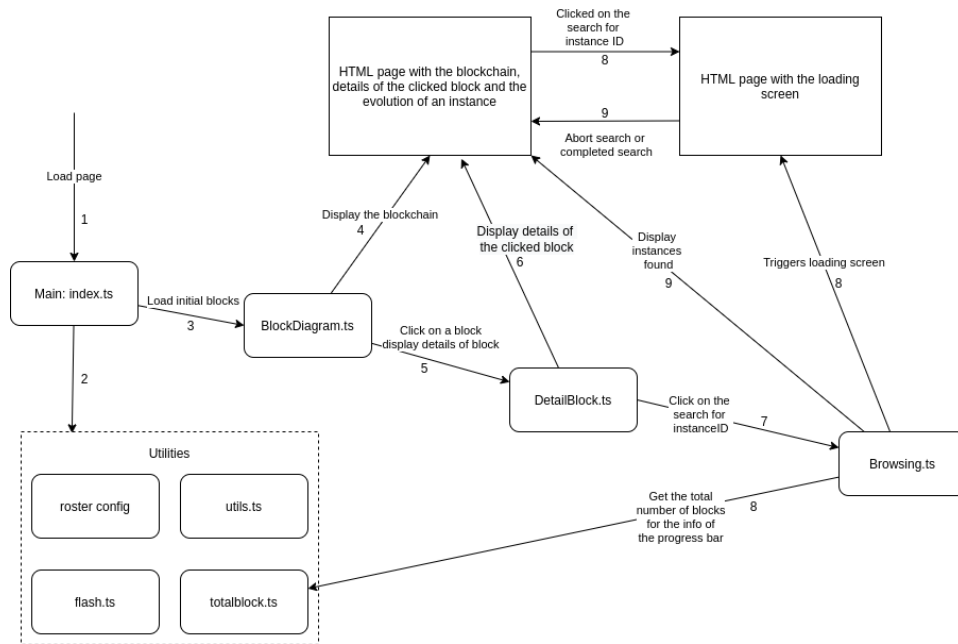 Clicked on the
search for
instance ID
8
HTML page with the blockchain,
details of the clicked block and the
evolution of an instance
HTML page with the loading
screen
9
Abort search or
completed search
Load page
1
Display the blockchain
4
Display details of
the clicked block
6
Display
instances
found
9
Triggers loading screen
8
Main: index.ts
Load initial blocks
3
BlockDiagram.ts
Click on a block
display details of block
5
2
DetailBlock.ts
Click on the
search for
instanceID
7
Browsing.ts
Utilities
roster config
utils.ts
Get the total
number of blocks
for the info of
the progress bar
8
flash.ts
totalblock.ts